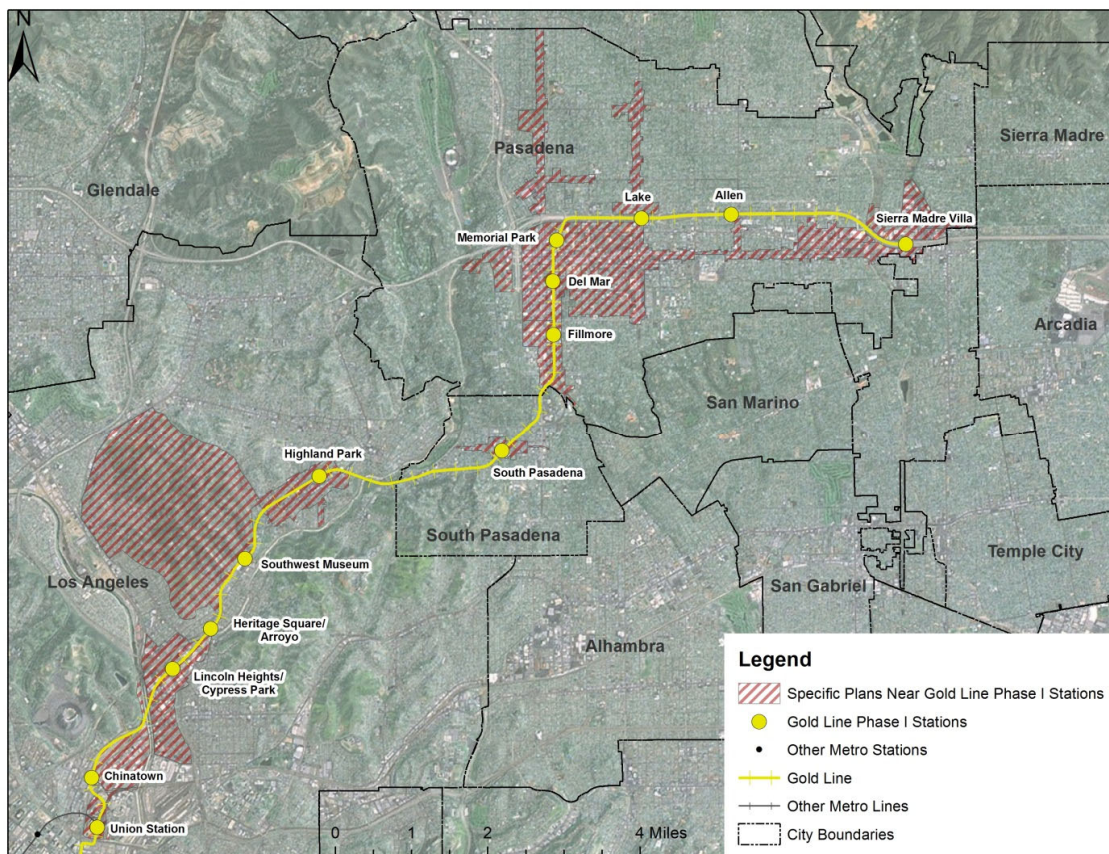 N
Pasadena
Sierra Madre
Glendale
Lake
Allen
Sierra Madre Villa
Memorial Park
Del Mar
Arcadia
Fillmore
San Marino
Highland Park
South Pasadena
South Pasadena
Temple City
Southwest Museum
Los Angeles
San Gabriel
Heritage Square/
Arroyo
Alhambra
Lincoln Heights/
Cypress Park
Chinatown
Union Station
0 2 4 Miles
Legend
Specific Plans Near Gold Line Phase I Stations
Gold Line Phase I Stations
Other Metro Stations
Gold Line
Other Metro Lines
City Boundaries